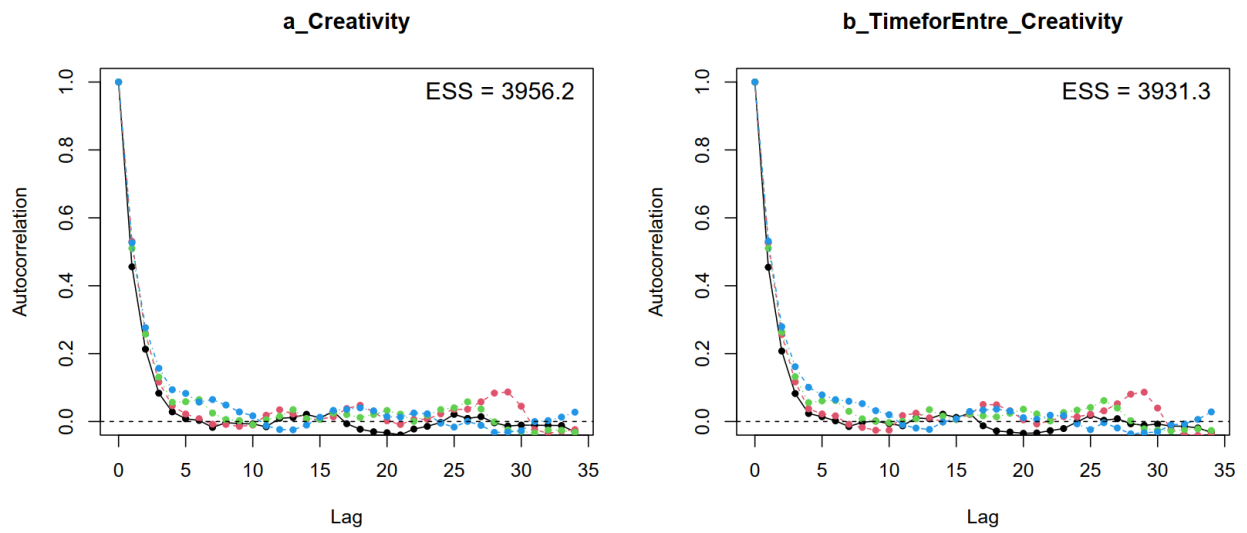 a_Creativity
ESS = 3956.2
Autocorrelation
1.0
0.8
0.6
0.4
0.2
0.0
0 5 10 15 20 25 30 35
Lag
b_TimeforEntre_Creativity
ESS = 3931.3
Autocorrelation
1.0
0.8
0.6
0.4
0.2
0.0
0 5 10 15 20 25 30 35
Lag